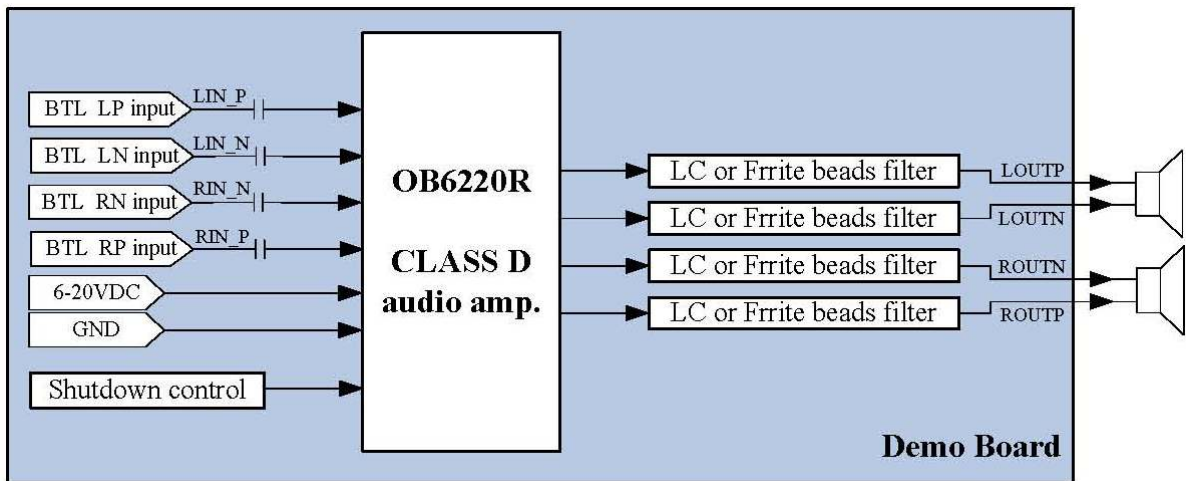 BTL LP input
LIN_P
BTL LN input
LIN_N
BTL RN input
RIN_N
BTL RP input
RIN_P
6-20VDC
GND
Shutdown control
OB6220R
CLASS D
audio amp.
LC or Frrite beads filter
LC or Frrite beads filter
LC or Frrite beads filter
LC or Frrite beads filter
LOUTP
LOUTN
ROUTN
ROUTP
Demo Board